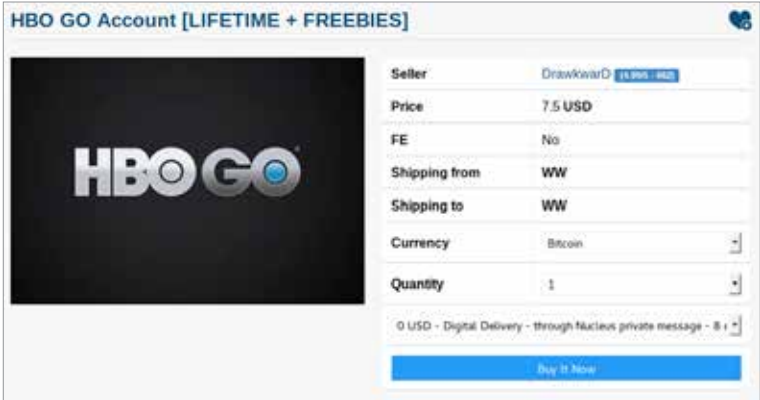 HBO GO Account [LIFETIME + FREEBIES]
HBO GO
Seller DrawkwarD
Price 7.5 USD
FE No
Shipping from WW
Shipping to WW
Currency Bitcoin
Quantity 1
0 USD - Digital Delivery - through Nucleus private message - 8
Buy It Now